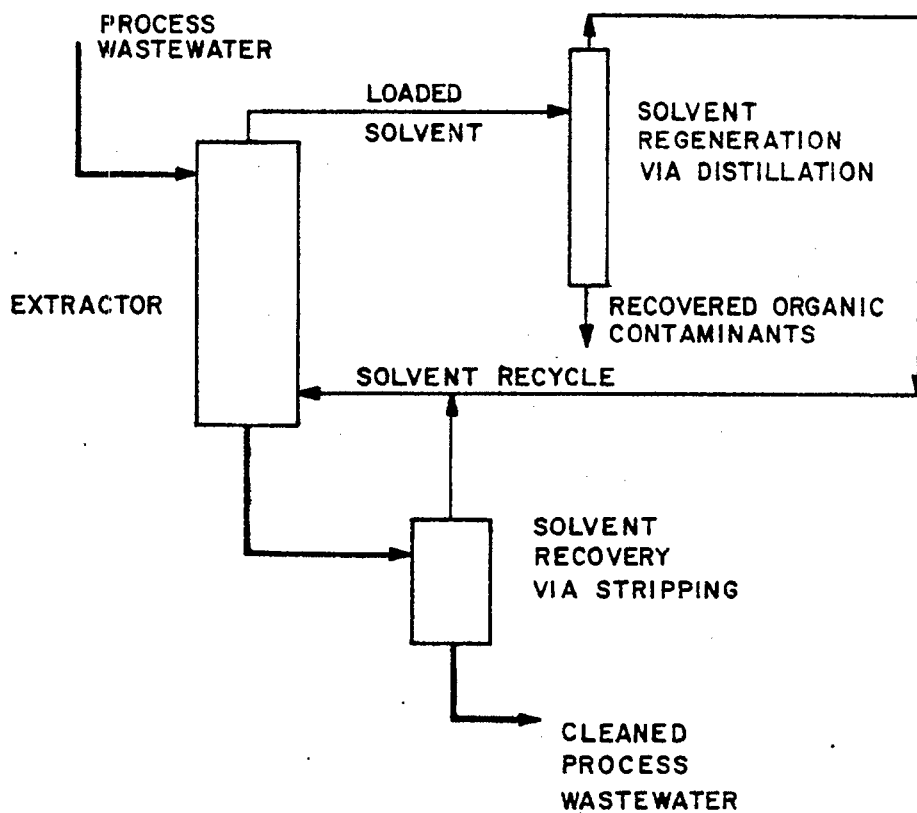 PROCESS
WASTEWATER
LOADED
SOLVENT
SOLVENT
REGENERATION
VIA DISTILLATION
EXTRACTOR
RECOVERED ORGANIC
CONTAMINANTS
SOLVENT RECYCLE
SOLVENT
RECOVERY
VIA STRIPPING
CLEANED
PROCESS
WASTEWATER